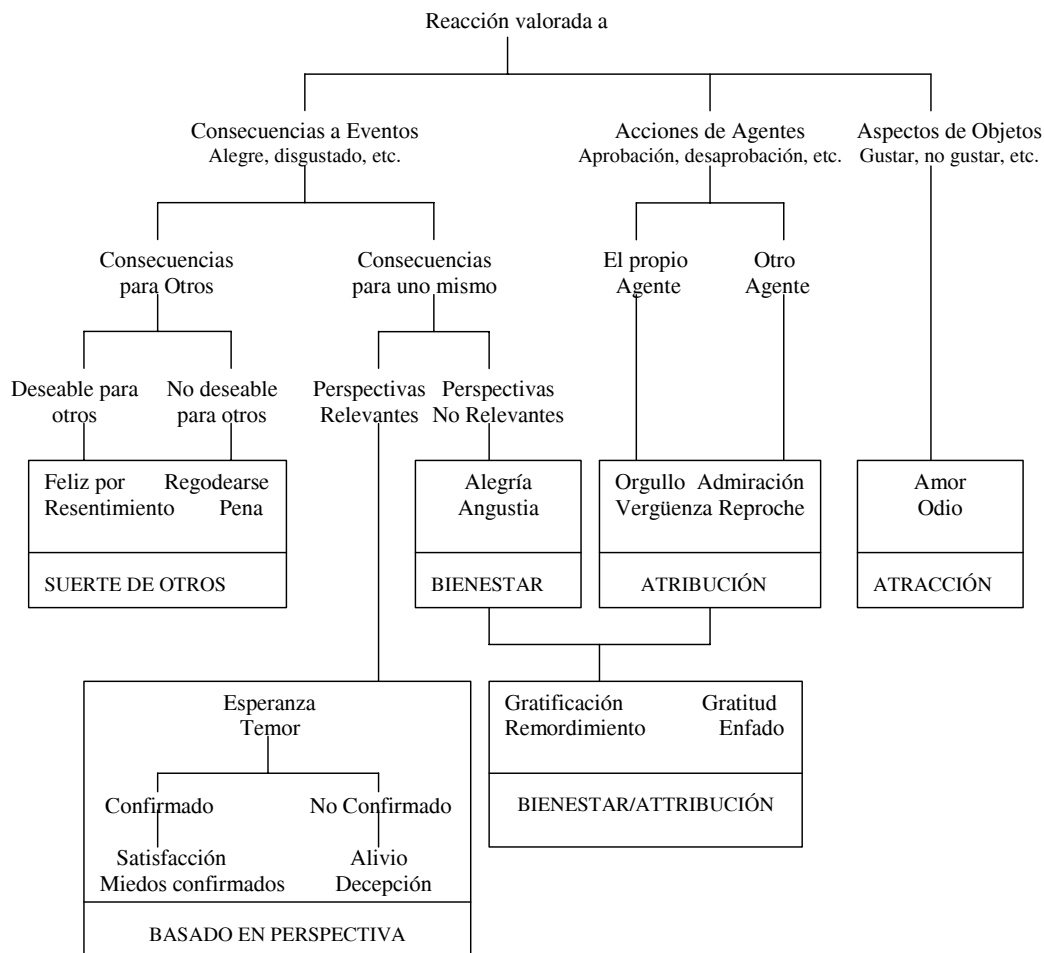 Reacción valorada a
Consecuencias a Eventos
Alegre, disgustado, etc.
Acciones de Agentes
Aprobación, desaprobación, etc.
Aspectos de Objetos
Gustar, no gustar, etc.
Consecuencias
para Otros
Consecuencias
para uno mismo
El propio
Agente
Otro
Agente
Deseable para
otros
No deseable
para otros
Perspectivas
Relevantes
Perspectivas
No Relevantes
Feliz por Regodearse
Resentimiento Pena
SUERTE DE OTROS
Alegría
Angustia
BIENESTAR
Orgullo Admiración
Vergüenza Reproche
ATRIBUCIÓN
Amor
Odio
ATRACCIÓN
Esperanza
Temor
Confirmado
No Confirmado
Satisfacción
Miedos confirmados
Alivio
Decepción
BASADO EN PERSPECTIVA
Gratificación Gratitud
Remordimiento Enfado
BIENESTAR/ATTRIBUCIÓN